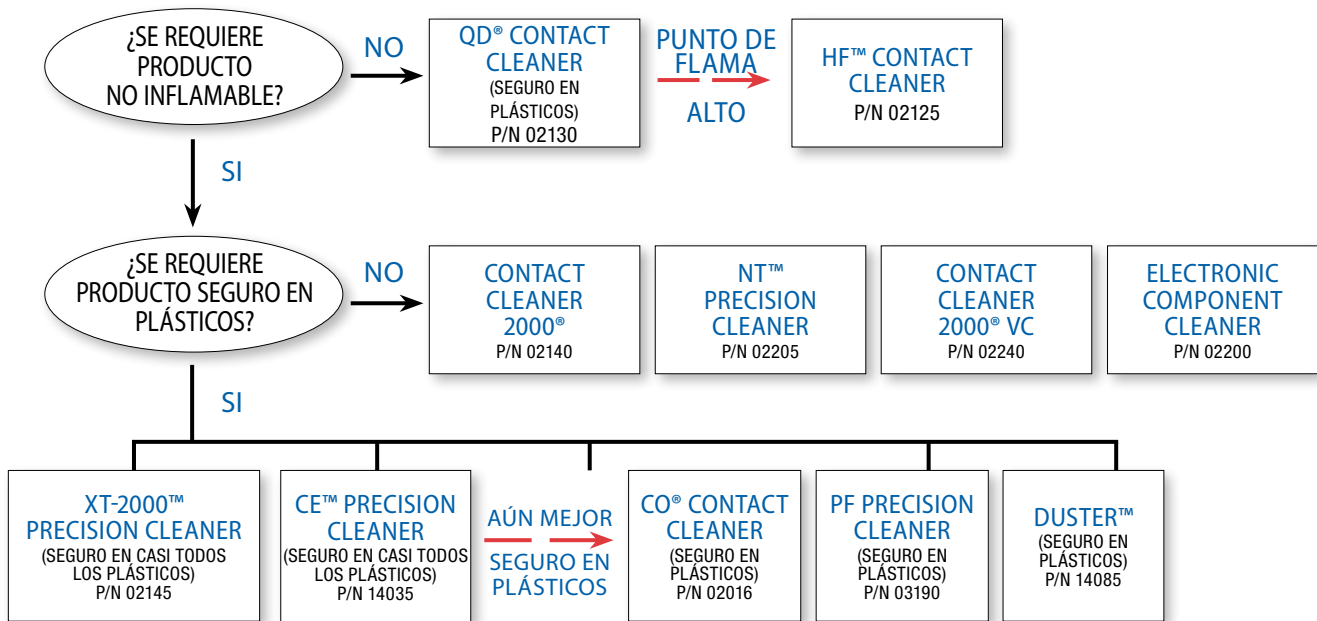 ¿SE REQUIERE
PRODUCTO
NO INFLAMABLE?
NO
QD® CONTACT
CLEANER
(SEGURO EN
PLÁSTICOS)
P/N 02130
PUNTO DE
FLAMA
ALTO
HF™ CONTACT
CLEANER
P/N 02125
SI
¿SE REQUIERE
PRODUCTO SEGURO EN
PLÁSTICOS?
NO
CONTACT
CLEANER
2000®
P/N 02140
NT™
PRECISION
CLEANER
P/N 02205
CONTACT
CLEANER
2000® VC
P/N 02240
ELECTRONIC
COMPONENT
CLEANER
P/N 02200
SI
XT-2000™
PRECISION CLEANER
(SEGURO EN CASI TODOS
LOS PLÁSTICOS)
P/N 02145
CE™ PRECISION
CLEANER
(SEGURO EN CASI TODOS
LOS PLÁSTICOS)
P/N 14035
AÚN MEJOR
SEGURO EN
PLÁSTICOS
CO® CONTACT
CLEANER
(SEGURO EN
PLÁSTICOS)
P/N 02016
PF PRECISION
CLEANER
(SEGURO EN
PLÁSTICOS)
P/N 03190
DUSTER™
(SEGURO EN
PLÁSTICOS)
P/N 14085